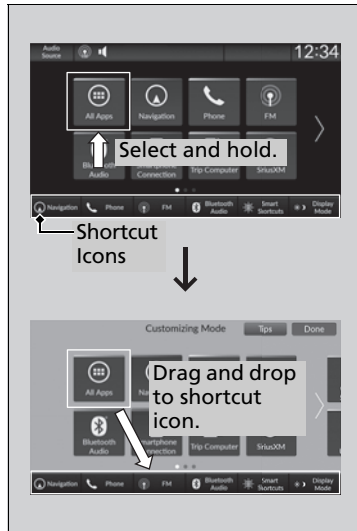 Audio
Source
12:34
All Apps
Navigation
Phone
FM
Select and hold.
Audio
Connection
Trip Computer
SiriusXM
Navigation
Phone
FM
Bluetooth
Audio
Smart
Shortcuts
Display
Mode
Shortcut
Icons
Customizing Mode
Tips
Done
All Apps
Drag and drop
to shortcut
icon.
Bluetooth
Audio
Smartphone
Connection
Trip Computer
SiriusXM
Navigation
Phone
FM
Bluetooth
Audio
Smart
Shortcuts
Display
Mode